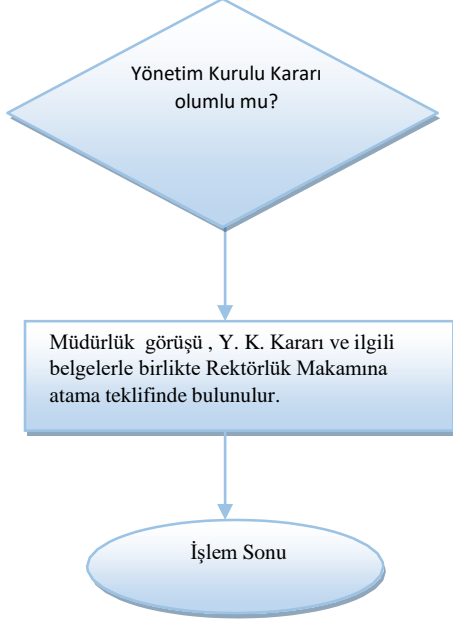 Yönetim Kurulu Kararı
olumlu mu?
Müdürlük görüşü , Y. K. Kararı ve ilgili
belgelerle birlikte Rektörlük Makamına
atama teklifinde bulunulur.
İşlem Sonu